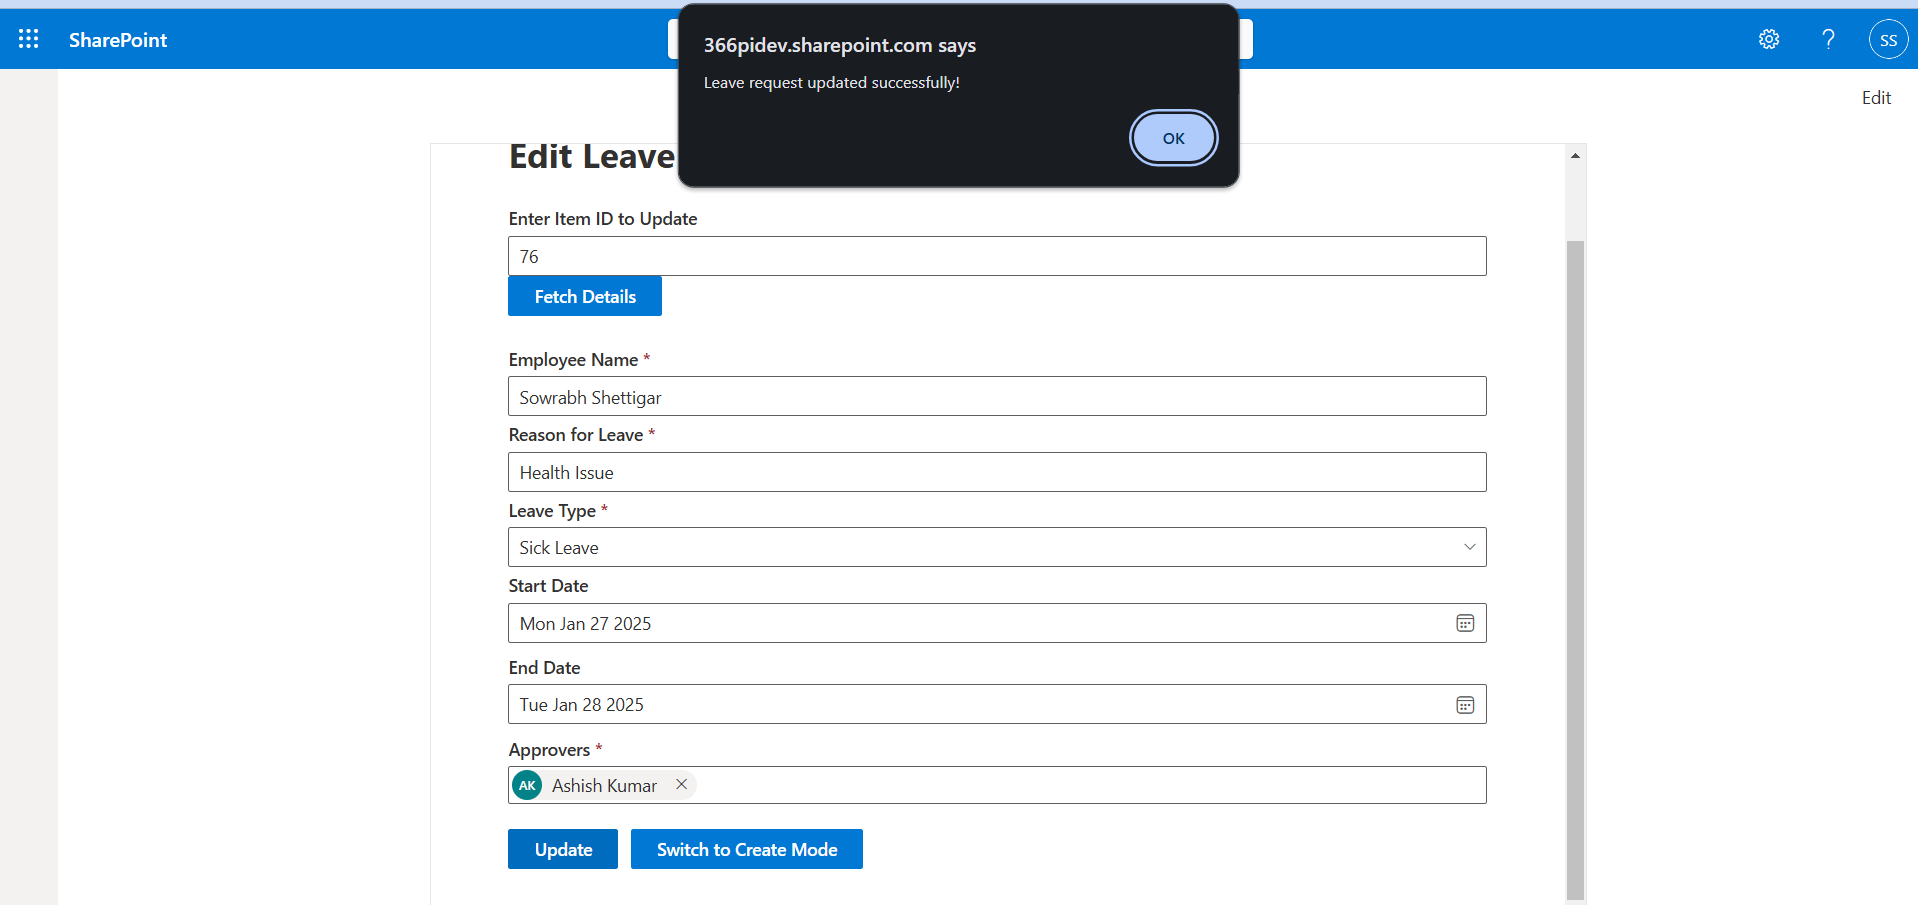 SharePoint
366pidev.sharepoint.com says
Leave request updated successfully!
OK
SS
Edit
Edit Leave
Enter Item ID to Update
76
Fetch Details
Employee Name *
Sowrabh Shettigar
Reason for Leave *
Health Issue
Leave Type *
Sick Leave
Start Date
Mon Jan 27 2025
End Date
Tue Jan 28 2025
Approvers *
AK Ashish Kumar
Update
Switch to Create Mode